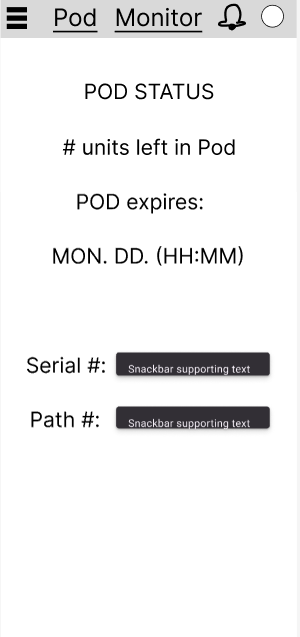 Pod Monitor
POD STATUS
# units left in Pod
POD expires:
MON. DD. (HH:MM)
Serial #: Snackbar supporting text
Path #: Snackbar supporting text